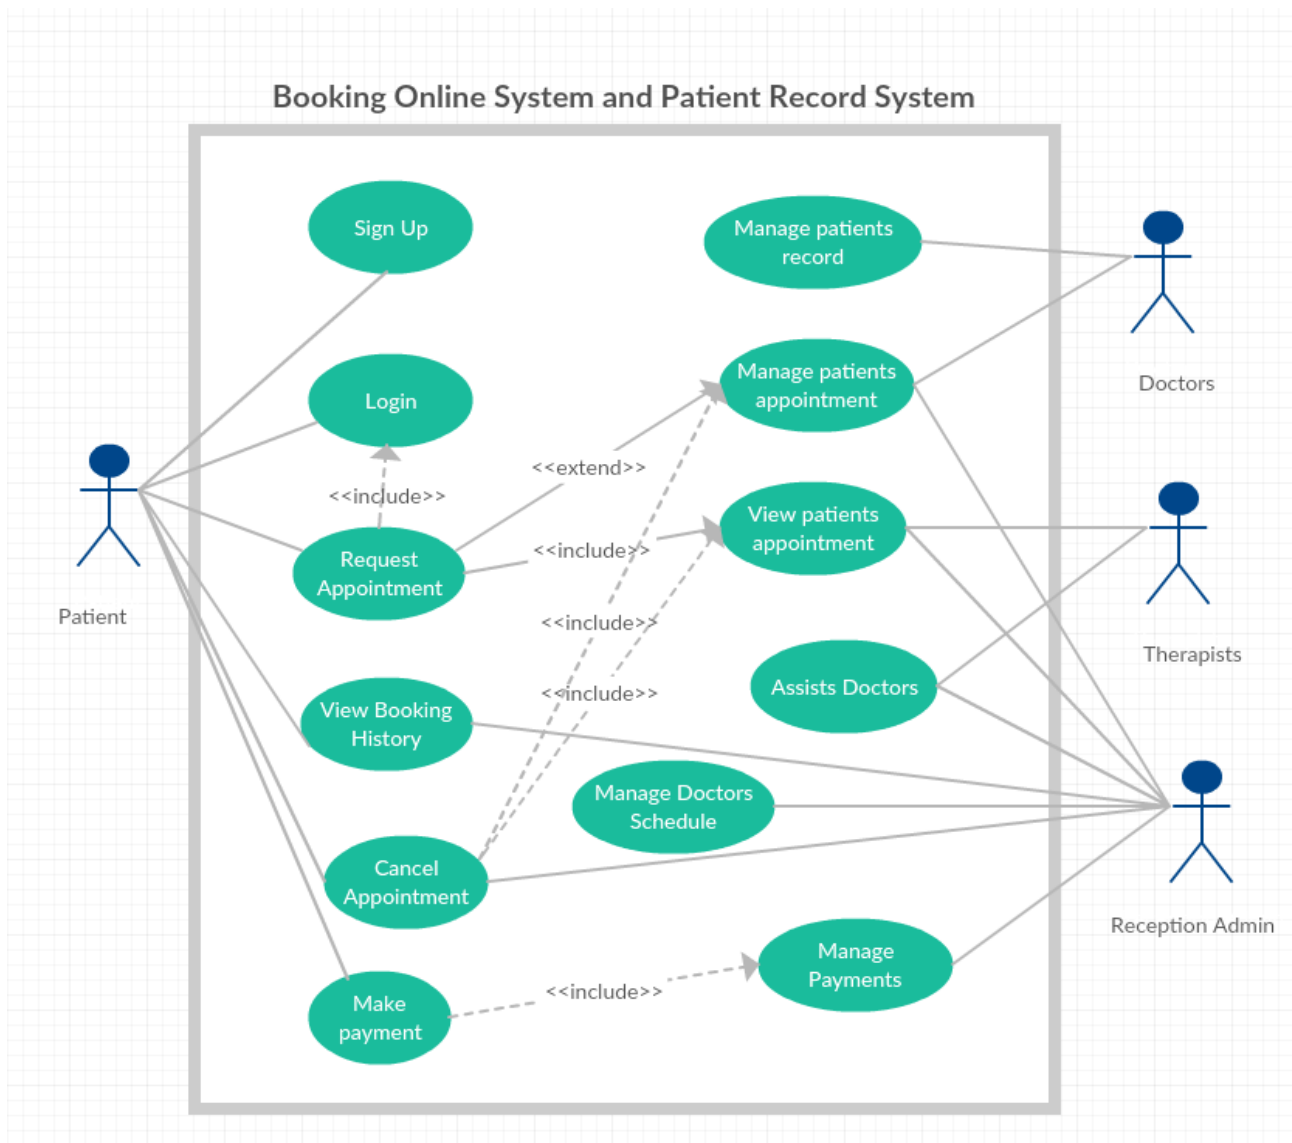 Booking Online System and Patient Record System
Sign Up
Manage patients
record
Doctors
Login
Manage patients
appointment
<<extend>>
<<include>>
Patient
Request
Appointment
<<include>>
View patients
appointment
Therapists
<<include>>
<<include>>
Assists Doctors
View Booking
History
Manage Doctors
Schedule
Cancel
Appointment
Reception Admin
Manage
Payments
<<include>>
Make
payment